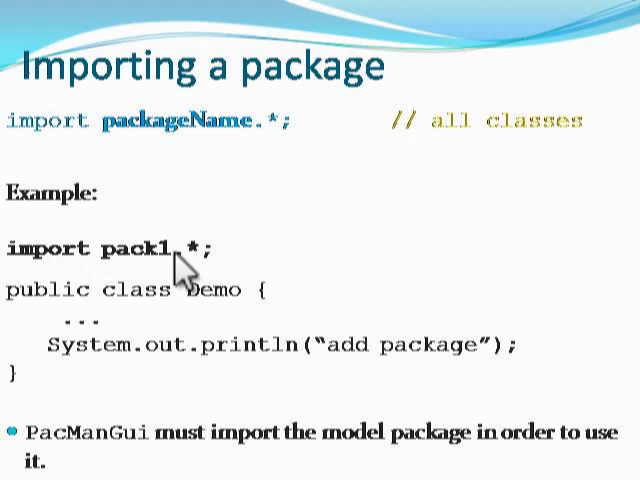 Importing a package
import packageName.*; // all classes
Example:
import pack1.*;
public class Demo {
...
System.out.println(“add package”);
}
• PacManGui must import the model package in order to use
it.